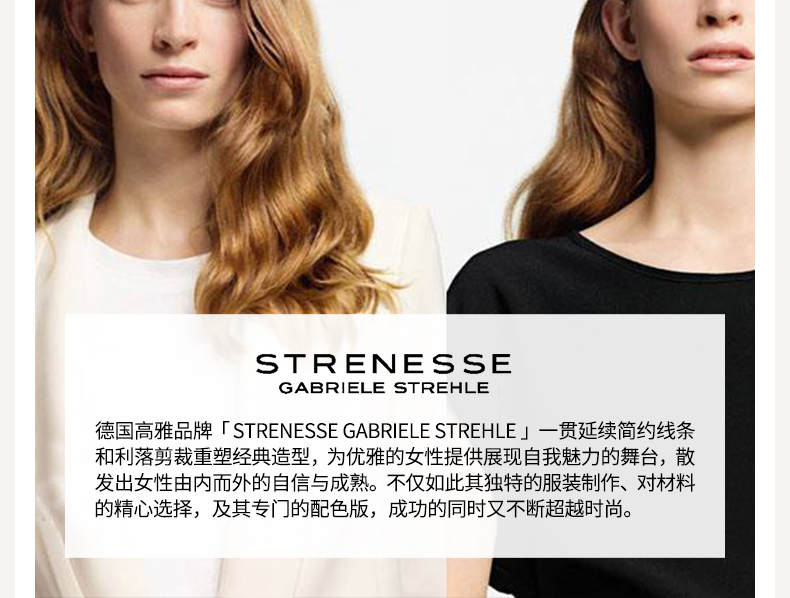 STRENESSE
GABRIELE STREHLE
德国高雅品牌「STRENESSE GABRIELE STREHLE」一贯延续简约线条
和利落剪裁重塑经典造型，为优雅的女性提供展现自我魅力的舞台，散
发出女性由内而外的自信与成熟。不仅如此其独特的服装制作、对材料
的精心选择，及其专门的配色版，成功的同时又不断超越时尚。